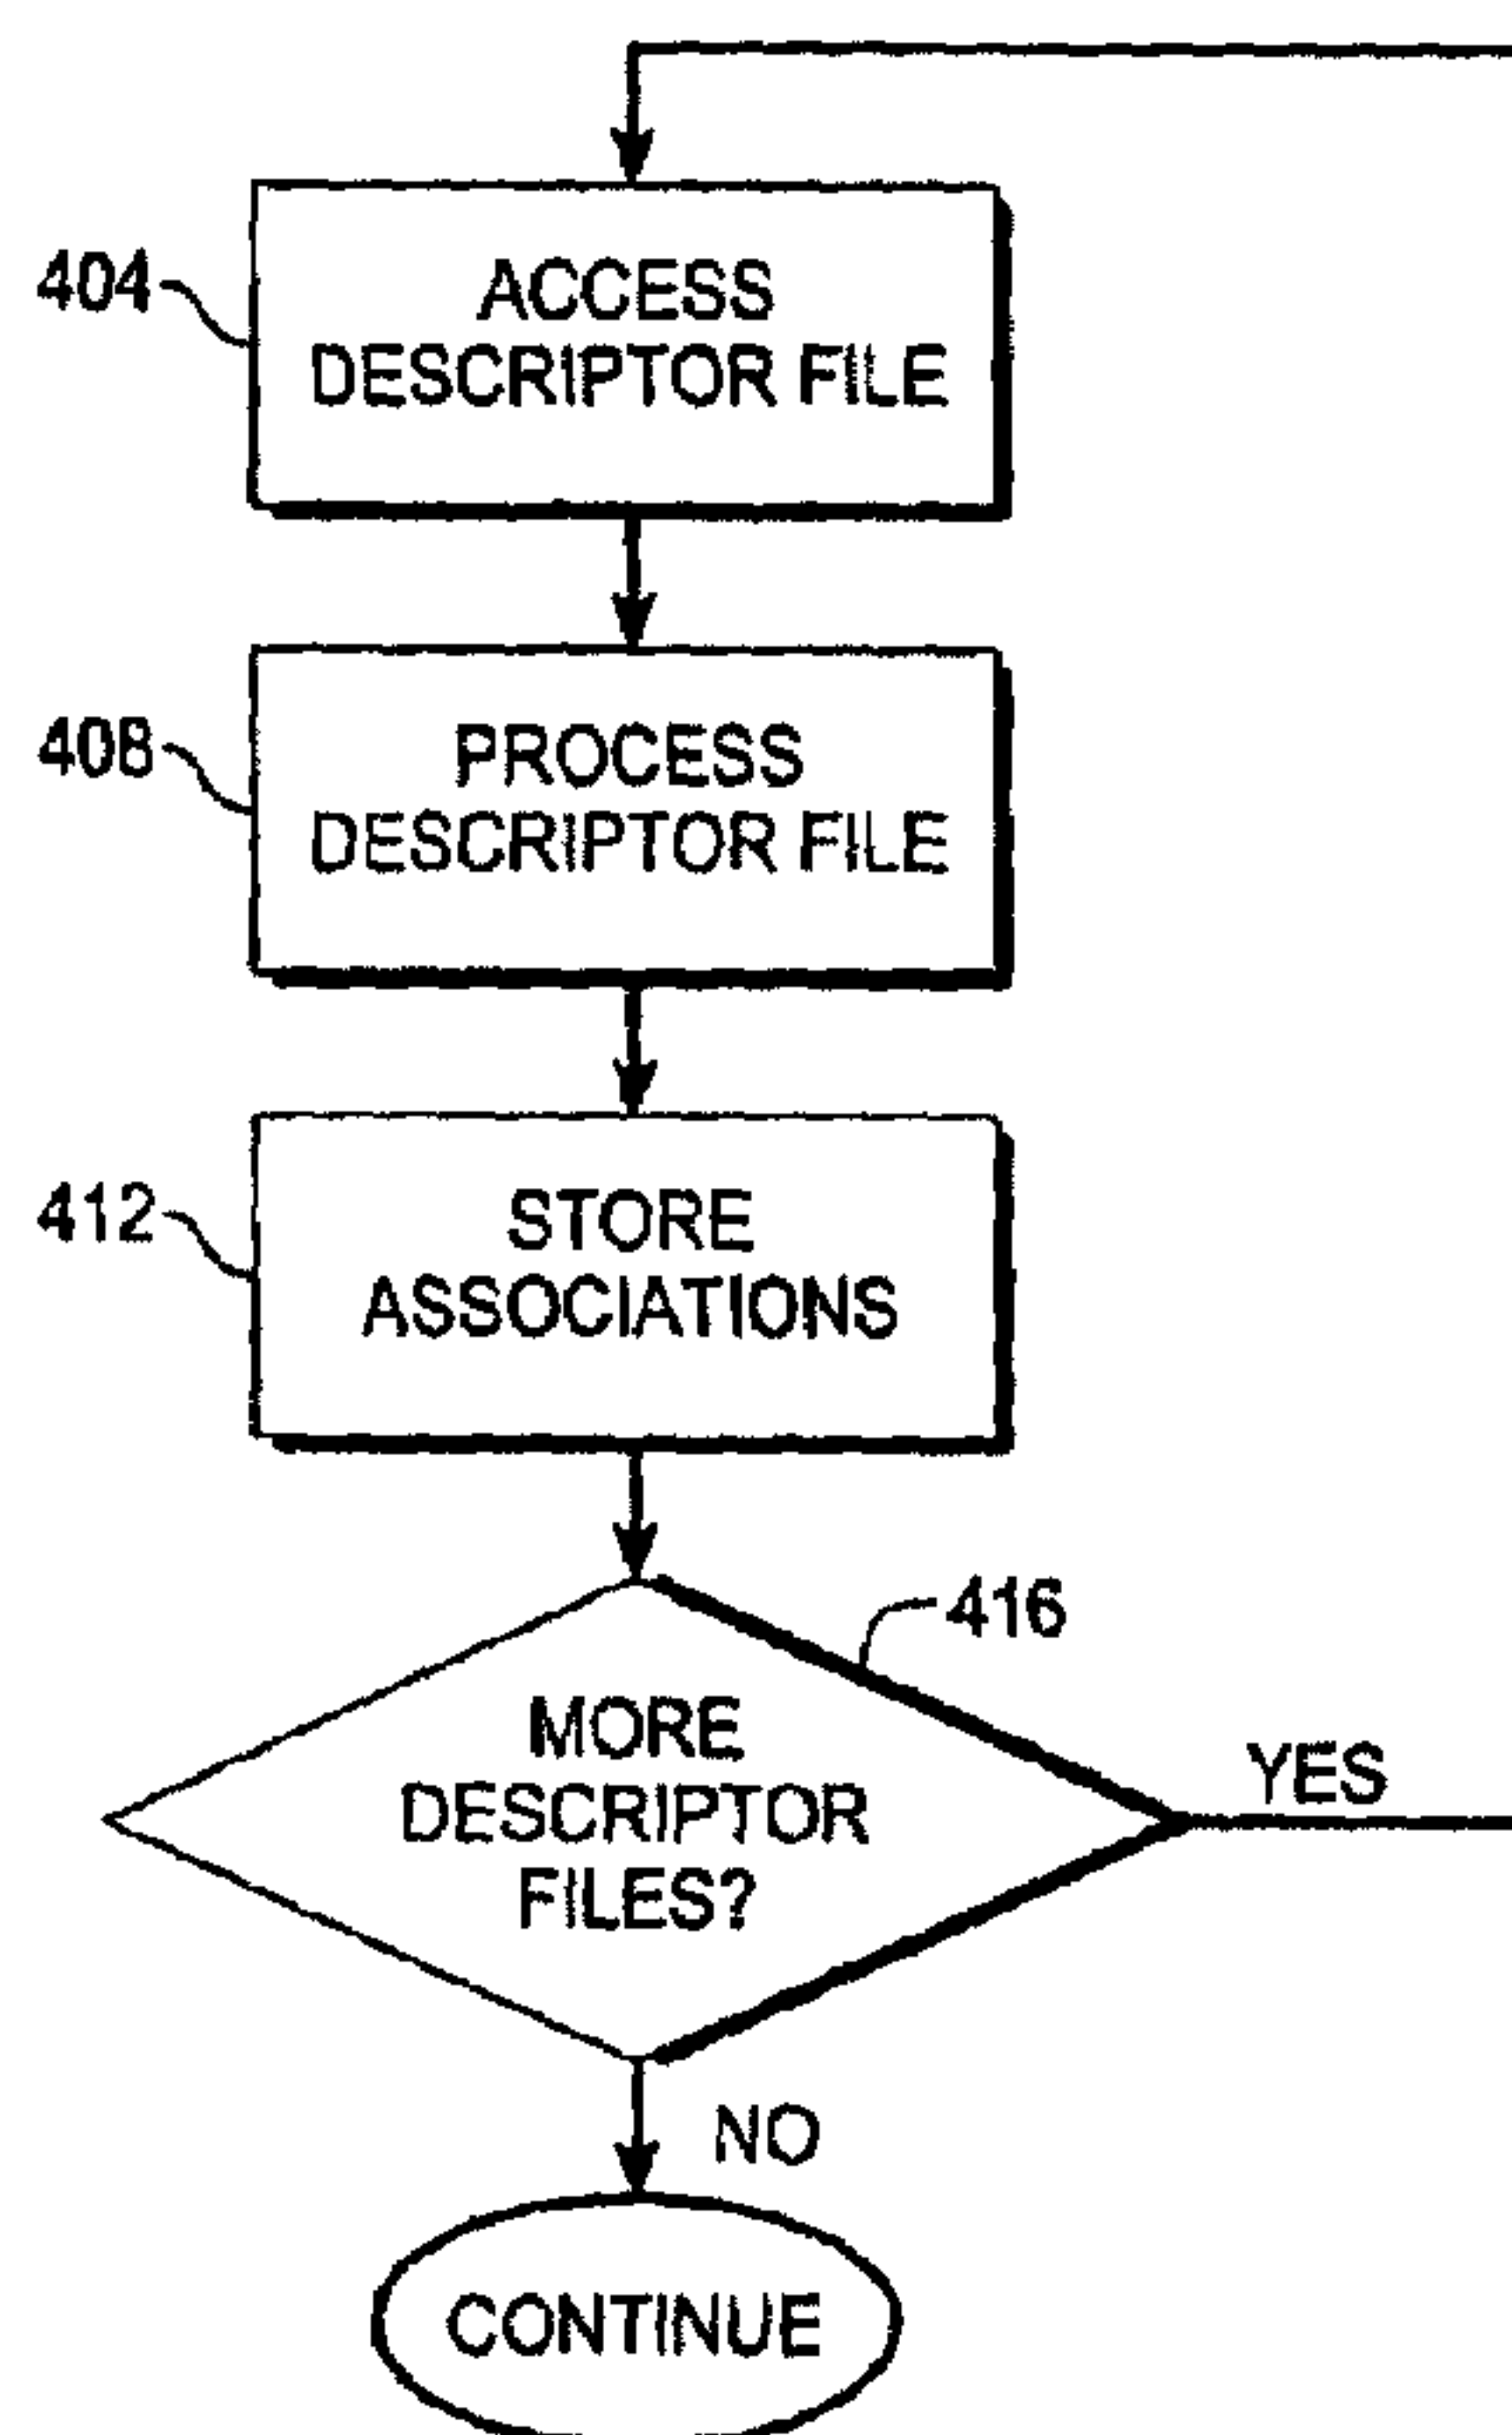 404
ACCESS
DESCRIPTOR FILE
408
PROCESS
DESCRIPTOR FILE
412
STORE
ASSOCIATIONS
416
MORE
DESCRIPTOR
FILES?
YES
NO
CONTINUE